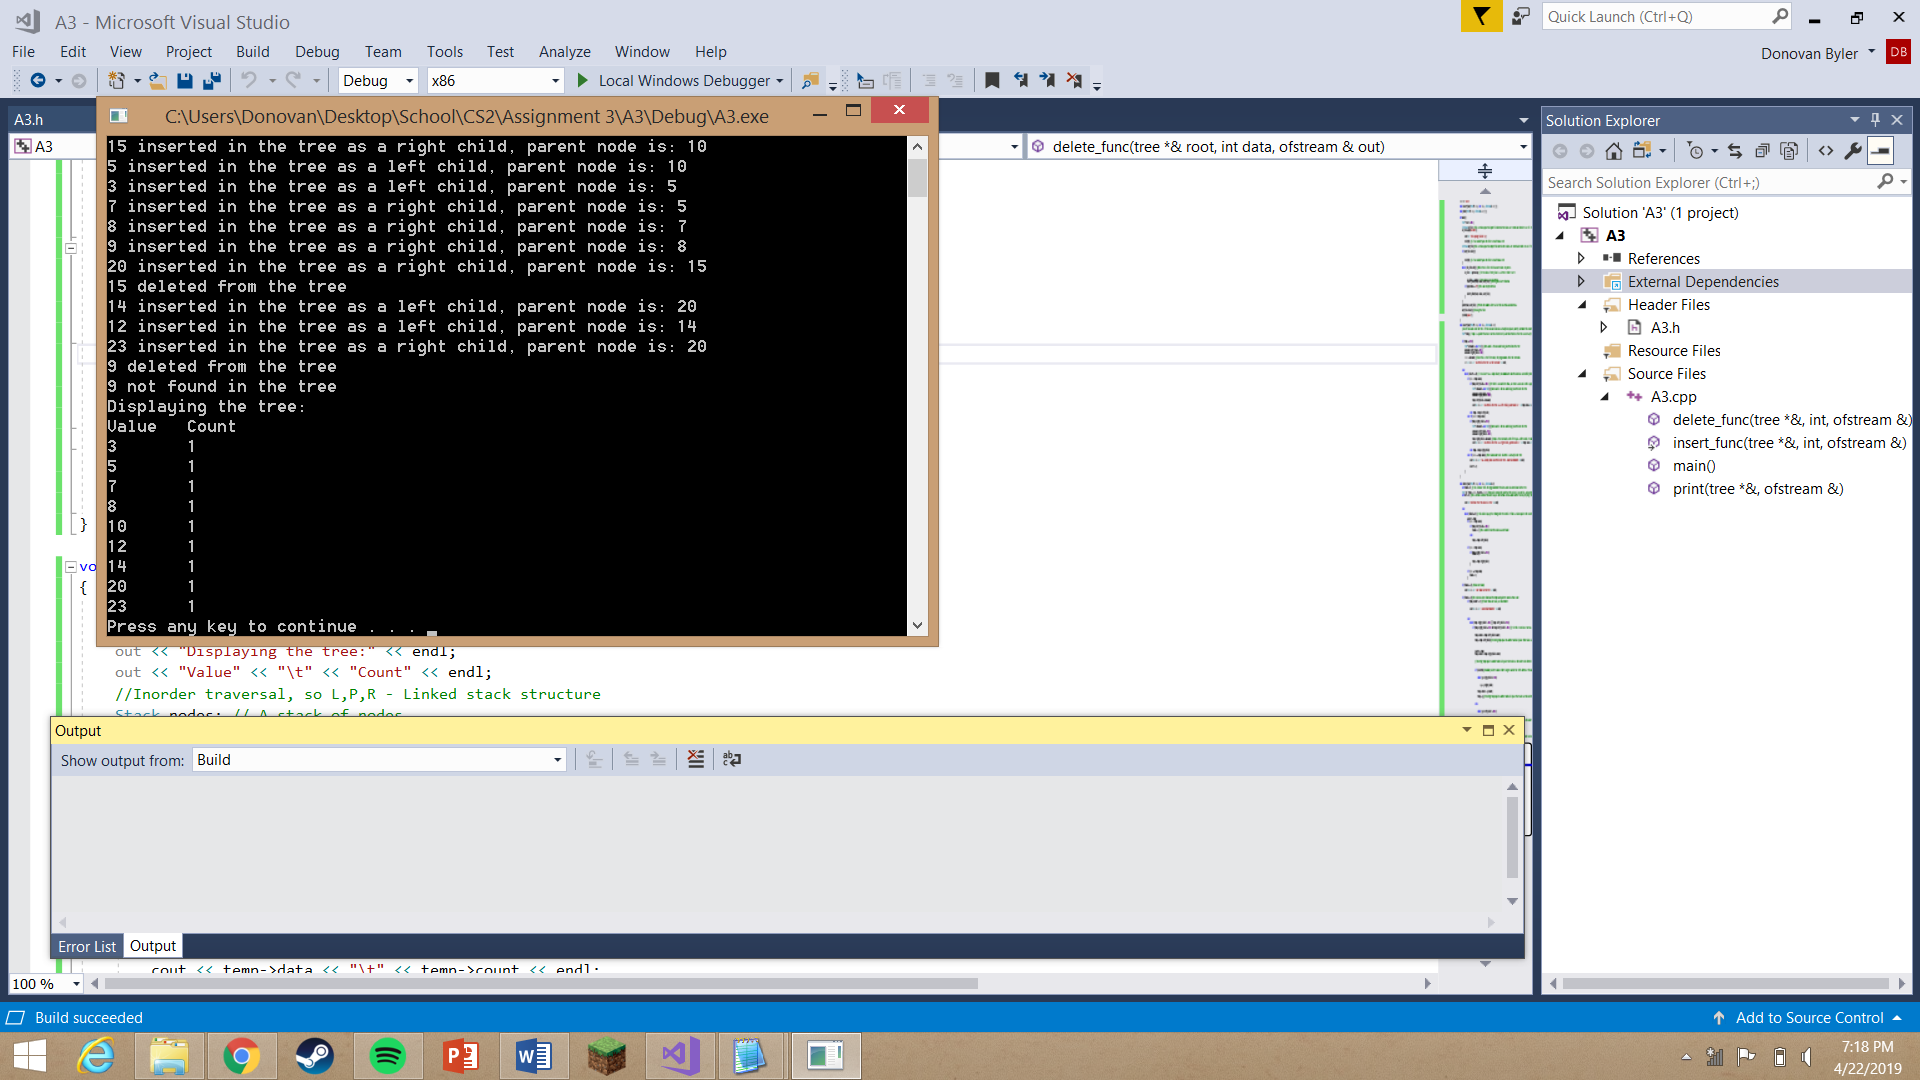 A3 - Microsoft Visual Studio
Quick Launch (Ctrl+Q)
File Edit View Project Build Debug Team Tools Test Analyze Window Help
Donovan Byler DB
Debug x86 Local Windows Debugger
A3.h
A3
delete_func(tree *& root, int data, ofstream & out)
C:\Users\Donovan\Desktop\School\CS2\Assignment 3\A3\Debug\A3.exe
15 inserted in the tree as a right child, parent node is: 10
5 inserted in the tree as a left child, parent node is: 10
3 inserted in the tree as a left child, parent node is: 5
7 inserted in the tree as a right child, parent node is: 5
8 inserted in the tree as a right child, parent node is: 7
9 inserted in the tree as a right child, parent node is: 8
20 inserted in the tree as a right child, parent node is: 15
15 deleted from the tree
14 inserted in the tree as a left child, parent node is: 20
12 inserted in the tree as a left child, parent node is: 14
23 inserted in the tree as a right child, parent node is: 20
9 deleted from the tree
9 not found in the tree
Displaying the tree:
Value Count
3 1
5 1
7 1
8 1
10 1
12 1
14 1
20 1
23 1
Press any key to continue . . .
}
vo
{
out << "Displaying the tree:" << endl;
out << "Value" << "\t" << "Count" << endl;
//Inorder traversal, so L,P,R - Linked stack structure
Stack nodes; // A stack of nodes
Output
Show output from: Build
Error List Output
cout << temp->data << "\t" << temp->count << endl;
100 %
Solution Explorer
Search Solution Explorer (Ctrl+;)
Solution 'A3' (1 project)
A3
References
External Dependencies
Header Files
A3.h
Resource Files
Source Files
A3.cpp
delete_func(tree *&, int, ofstream &)
insert_func(tree *&, int, ofstream &)
main()
print(tree *&, ofstream &)
Build succeeded
Add to Source Control
7:18 PM
4/22/2019